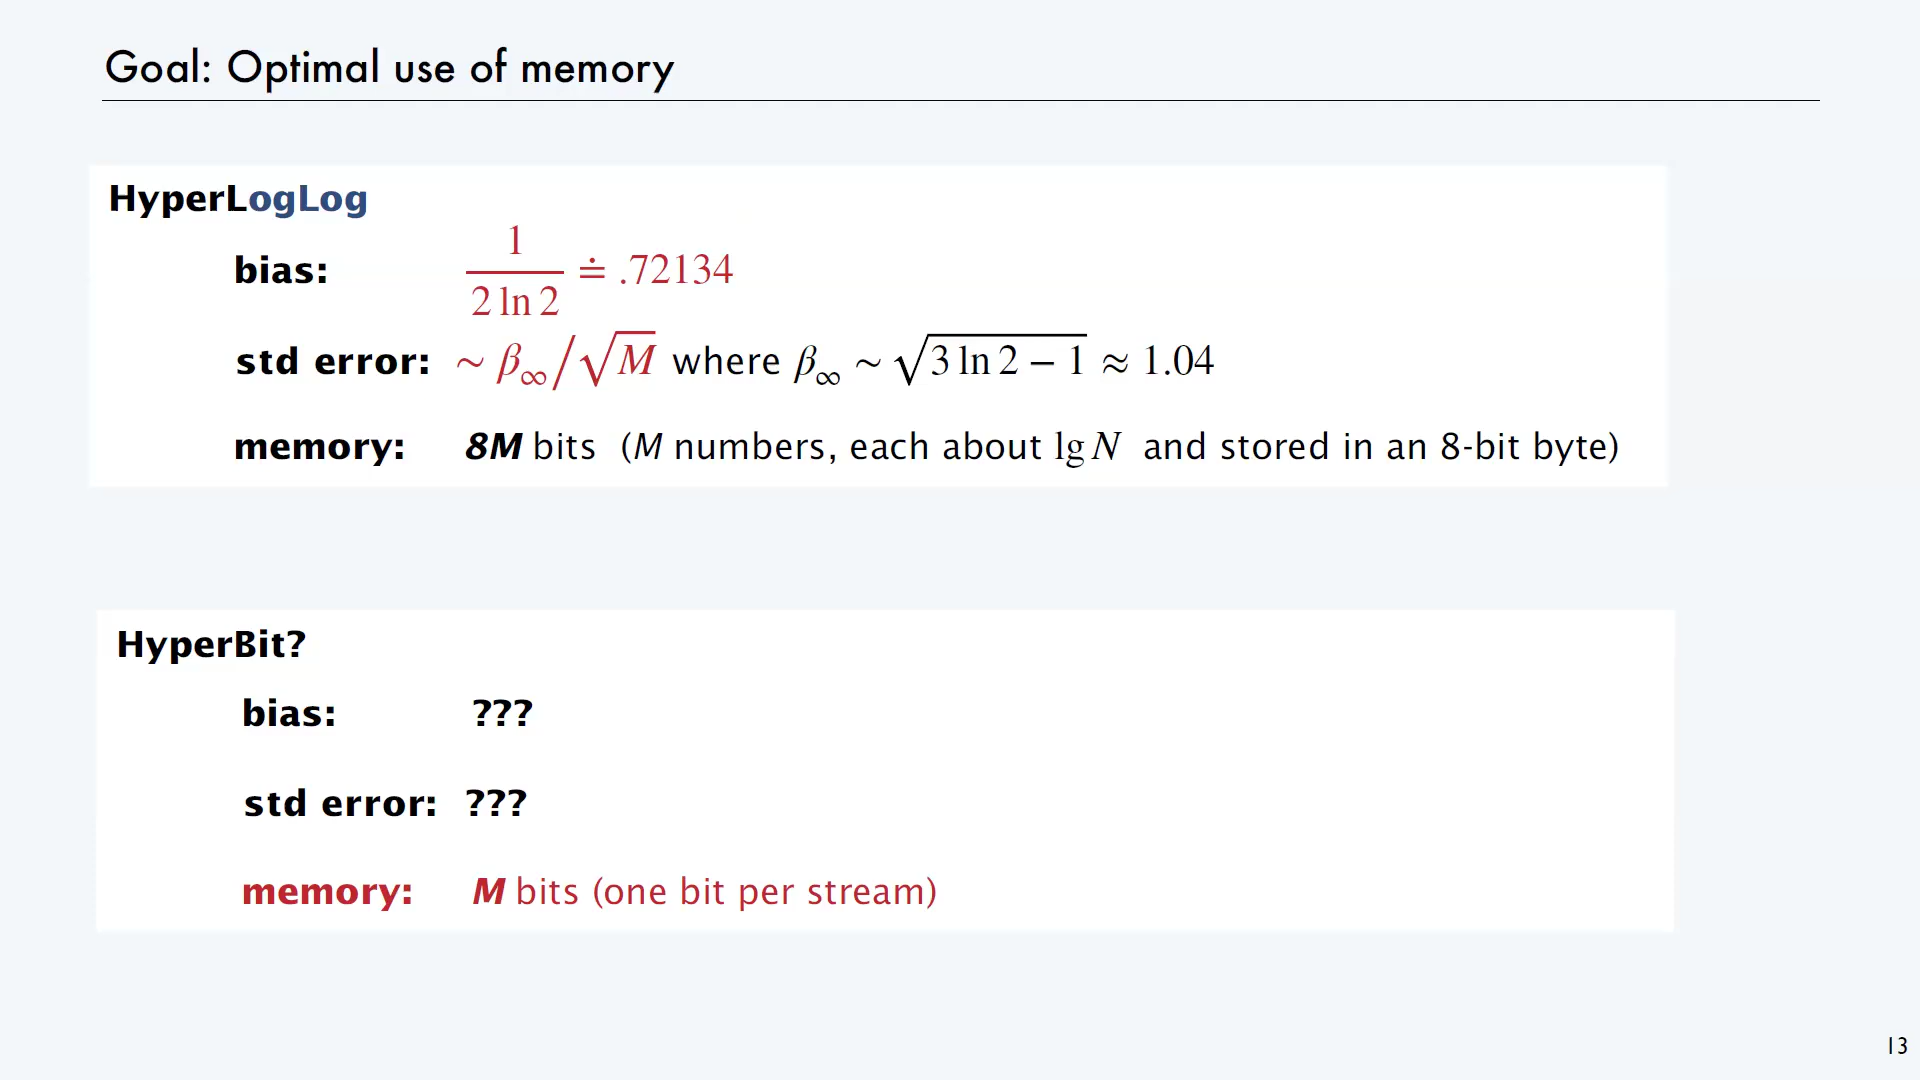 Goal: Optimal use of memory
HyperLogLog
bias: 1 / (2 ln 2) ≐ .72134
std error: ~ β∞/√M where β∞ ~ √(3 ln 2 − 1) ≈ 1.04
memory: 8M bits (M numbers, each about lg N and stored in an 8-bit byte)
HyperBit?
bias: ???
std error: ???
memory: M bits (one bit per stream)
13